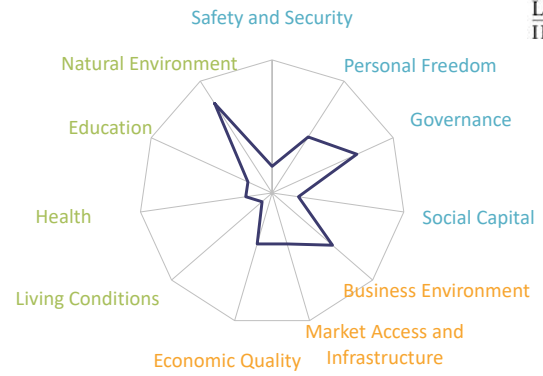 Safety and Security
Natural Environment
Personal Freedom
Education
Governance
Health
Social Capital
Living Conditions
Business Environment
Market Access and
Infrastructure
Economic Quality